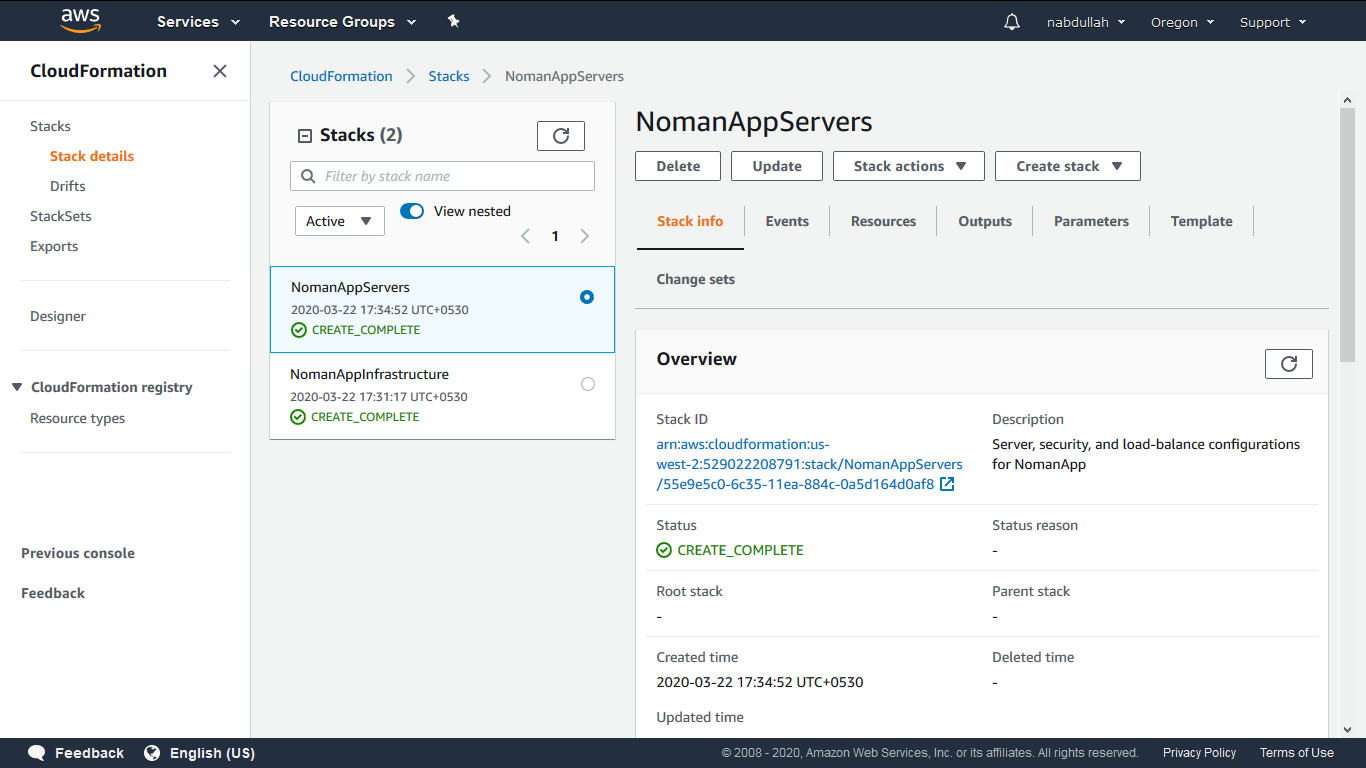 aws Services Resource Groups nabdullah Oregon Support
CloudFormation
Stacks
Stack details
Drifts
StackSets
Exports
Designer
CloudFormation registry
Resource types
Previous console
Feedback
CloudFormation Stacks NomanAppServers
Stacks (2)
Filter by stack name
Active View nested
1
NomanAppServers
2020-03-22 17:34:52 UTC+0530
CREATE_COMPLETE
NomanAppInfrastructure
2020-03-22 17:31:17 UTC+0530
CREATE_COMPLETE
NomanAppServers
Delete Update Stack actions Create stack
Stack info Events Resources Outputs Parameters Template
Change sets
Overview
Stack ID
arn:aws:cloudformation:us-
west-2:529022208791:stack/NomanAppServers
/55e9e5c0-6c35-11ea-884c-0a5d164d0af8
Description
Server, security, and load-balance configurations
for NomanApp
Status
CREATE_COMPLETE
Status reason
-
Root stack
-
Parent stack
-
Created time
2020-03-22 17:34:52 UTC+0530
Deleted time
-
Updated time
Feedback English (US) © 2008 - 2020, Amazon Web Services, Inc. or its affiliates. All rights reserved. Privacy Policy Terms of Use